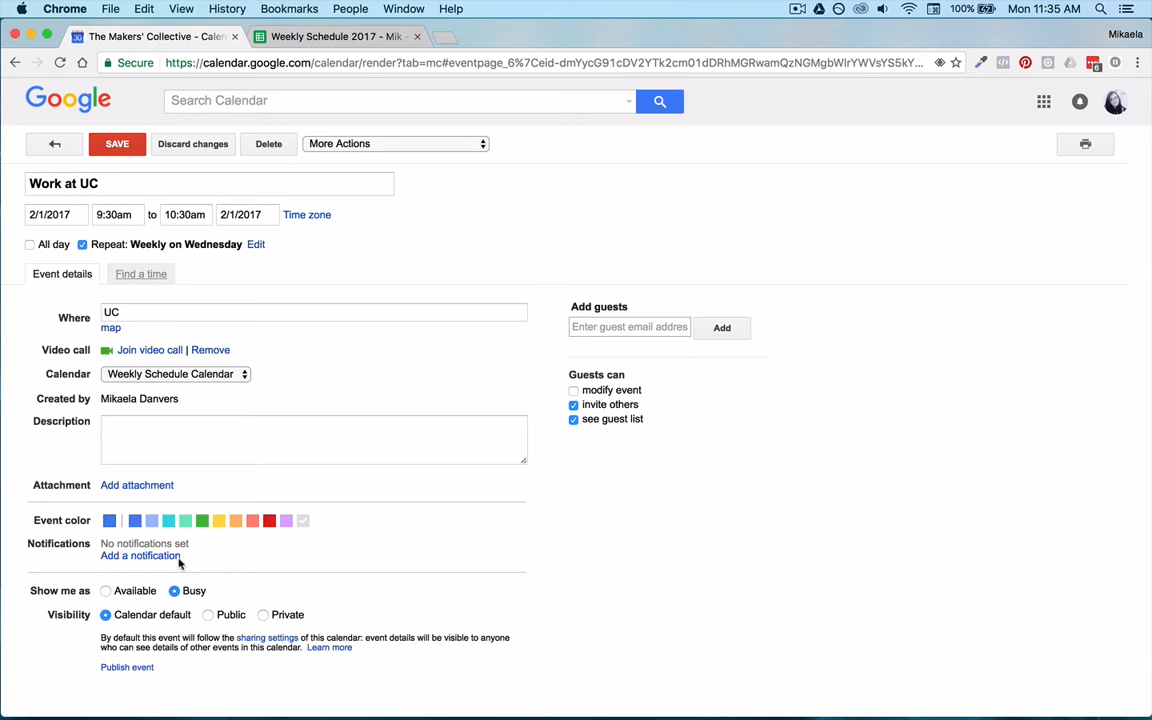 Chrome File Edit View History Bookmarks People Window Help 100% Mon 11:35 AM
The Makers' Collective - Calen Weekly Schedule 2017 - Mik Mikaela
Secure https://calendar.google.com/calendar/render?tab=mc#eventpage_6%7Ceid-dmYycG91cDV2YTk2cm01dDRhMGRwamQzNGMgbWlrYWVsYS5kY... 6
Google Search Calendar
SAVE Discard changes Delete More Actions
Work at UC
2/1/2017 9:30am to 10:30am 2/1/2017 Time zone
All day Repeat: Weekly on Wednesday Edit
Event details Find a time
Where UC
map
Video call Join video call | Remove
Calendar Weekly Schedule Calendar
Created by Mikaela Danvers
Description
Attachment Add attachment
Event color
Notifications No notifications set
Add a notification
Show me as Available Busy
Visibility Calendar default Public Private
By default this event will follow the sharing settings of this calendar: event details will be visible to anyone
who can see details of other events in this calendar. Learn more
Publish event
Add guests
Enter guest email addres Add
Guests can
modify event
invite others
see guest list